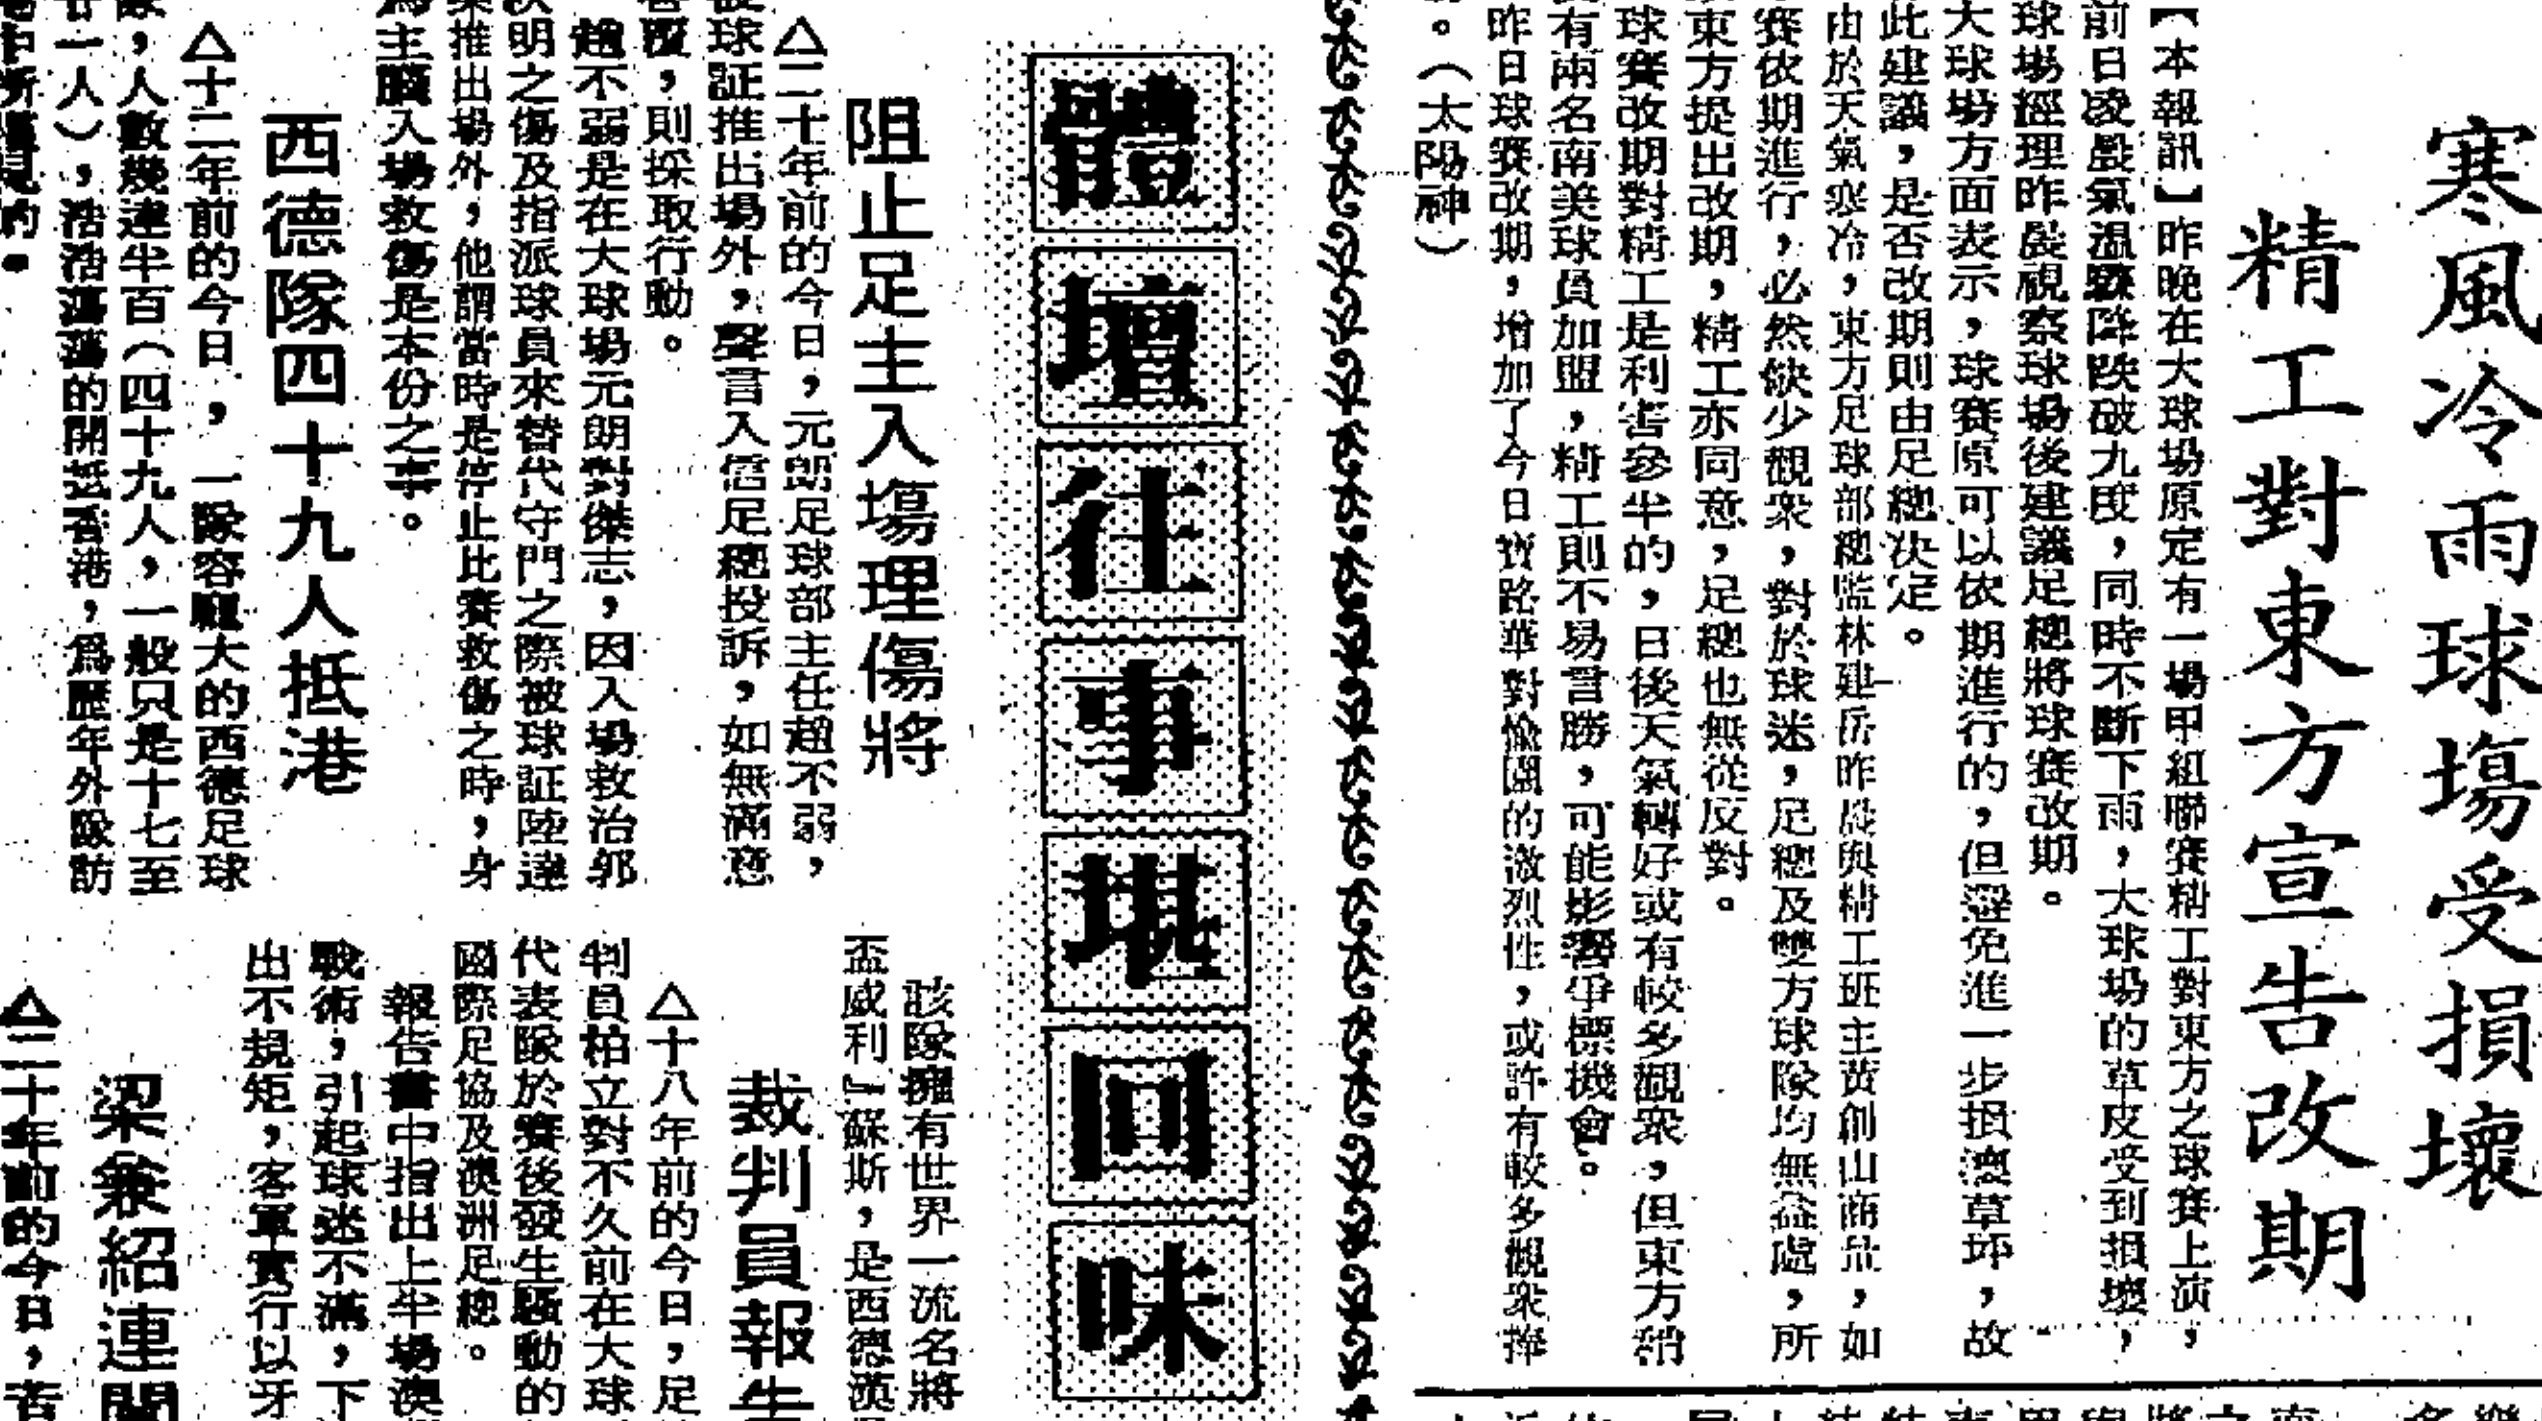 寒風冷雨球場受損壞
精工對東方宣告改期
【本報訊】昨晚在大球場原定有一場甲組聯賽精工對東方之球賽上演，
前日凌晨氣溫驟降跌破九度，同時不斷下雨，大球場的草皮受到損壞，
球場經理昨晨視察球場後建議足總將球賽改期。
大球場方面表示，球賽原可以依期進行的，但避免進一步損壞草坪，故
此建議，是否改期則由足總决定。
由於天氣寒冷，東方足球部總監林建岳昨晨與精工班主黃創山商量，如
賽依期進行，必然缺少觀衆，對於球迷，足總及雙方球隊均無益處，所
東方提出改期，精工亦同意，足總也無從反對。
球賽改期對精工是利害參半的，日後天氣轉好或有較多觀衆，但東方稍
有兩名南美球員加盟，精工則不易言勝，可能影響爭標機會。
昨日球賽改期，增加了今日寶路華對愉園的激烈性，或許有較多觀衆捧
。（太陽神）
體壇往事堪回味
阻止足主入場理傷將
△二十年前的今日，元朗足球部主任趙不弱，
被球証推出場外，聲言入信足總投訴，如無滿意
答覆，則採取行動。
趙不弱是在大球場元朗對傑志，因入場救治郭
决明之傷及指派球員來替代守門之際被球証陸達
榮推出場外，他謂當時是停止比賽救傷之時，身
爲主腦入場救傷是本份之事。
西德隊四十九人抵港
△十二年前的今日，，一隊容龐大的西德足球
隊，人數幾達半百（四十九人，一般只是十七至
廿一人），浩浩蕩蕩的開抵香港，爲歷年外隊訪
港中所僅見的。
該隊擁有世界一流名將
盃威利』蘇斯，是西德漢
裁判員報告
△十八年前的今日，足
判員柏立對不久前在大球
代表隊於賽後發生騷動的
國際足協及澳洲足總。
報告書中指出上半場澳
戰術，引起球迷不滿，下
出不規矩，客軍實行以牙
梁兼紹連開
△二十年前的今日，者